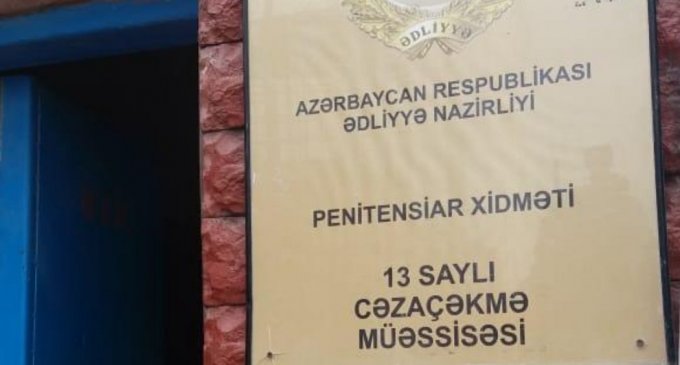 ƏDLİYYƏ
AZƏRBAYCAN RESPUBLİKASI
ƏDLİYYƏ NAZİRLİYİ
PENİTENSİAR XİDMƏTİ
13 SAYLI
CƏZAÇƏKMƏ
MÜƏSSİSƏSİ